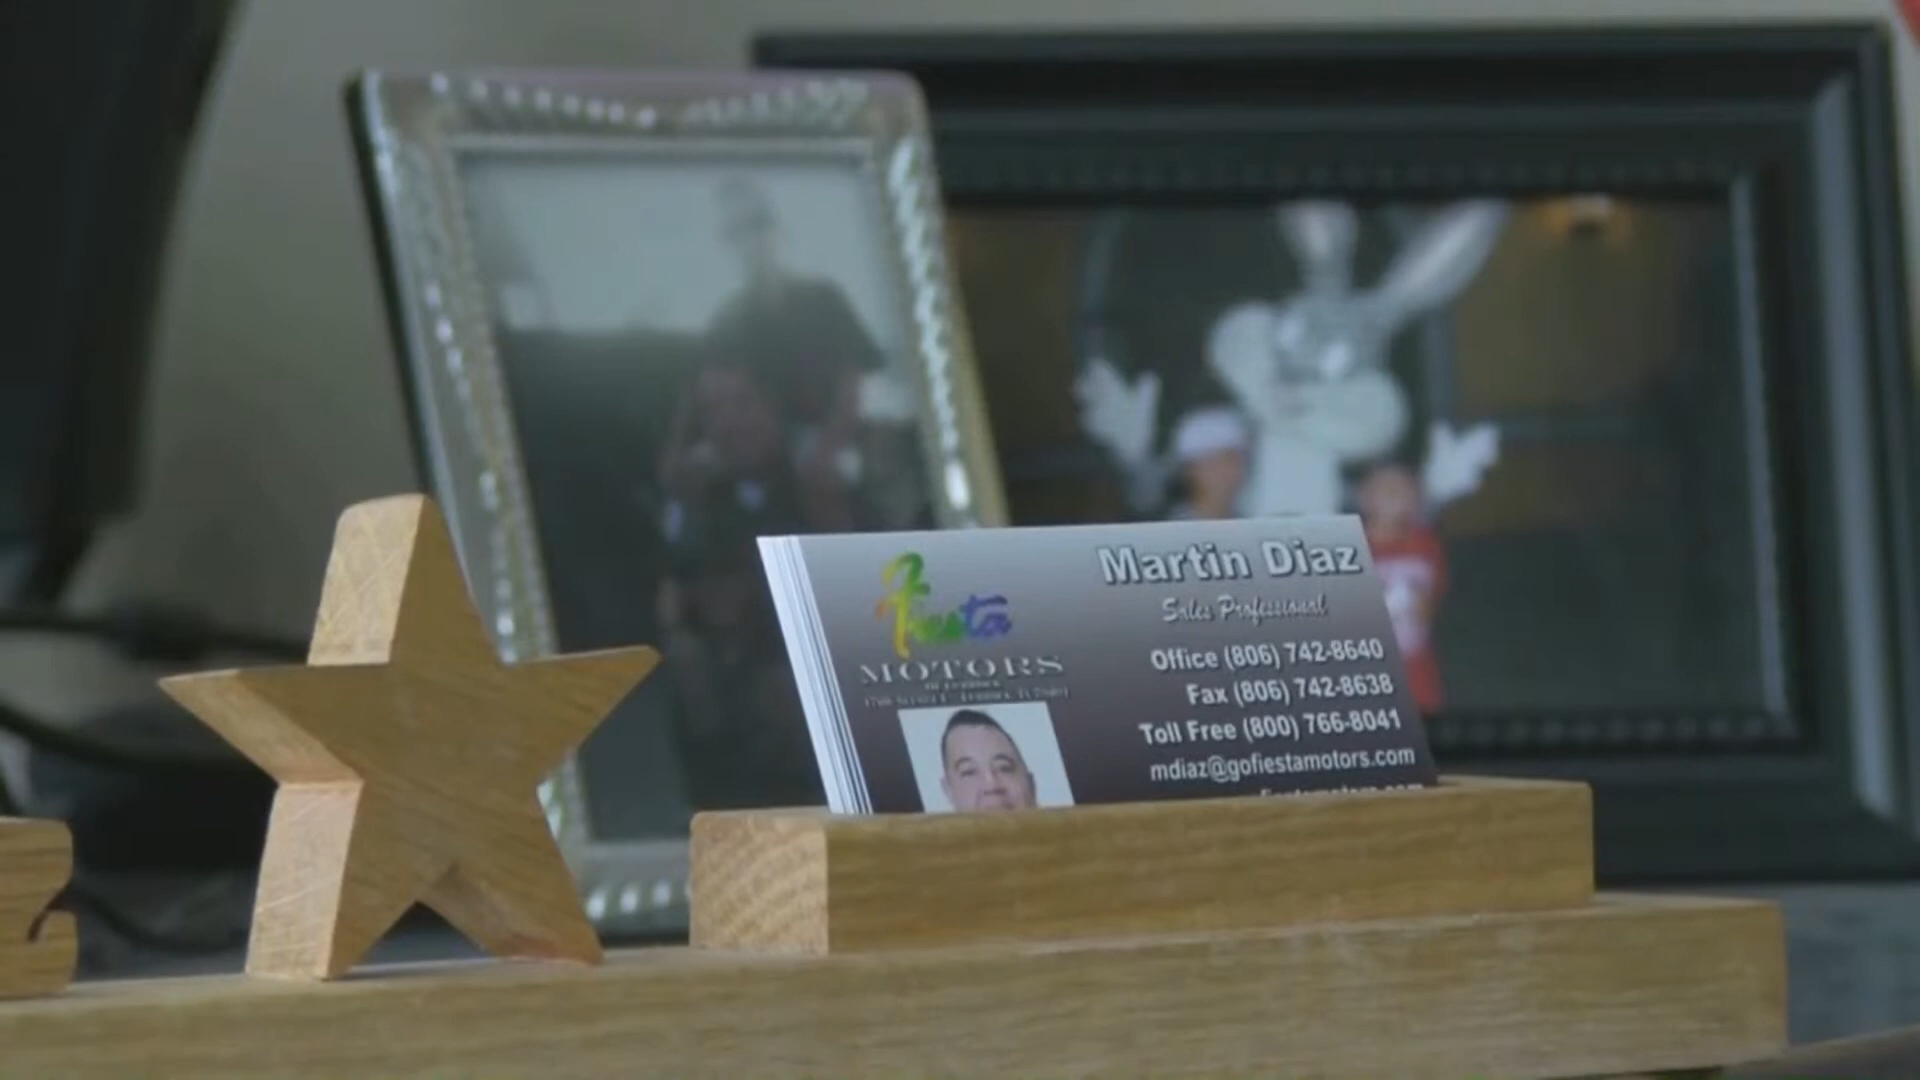 Fiesta
MOTORS
Martin Diaz
Sales Professional
Office (806) 742-8640
Fax (806) 742-8638
Toll Free (800) 766-8041
mdiaz@gofiestamotors.com